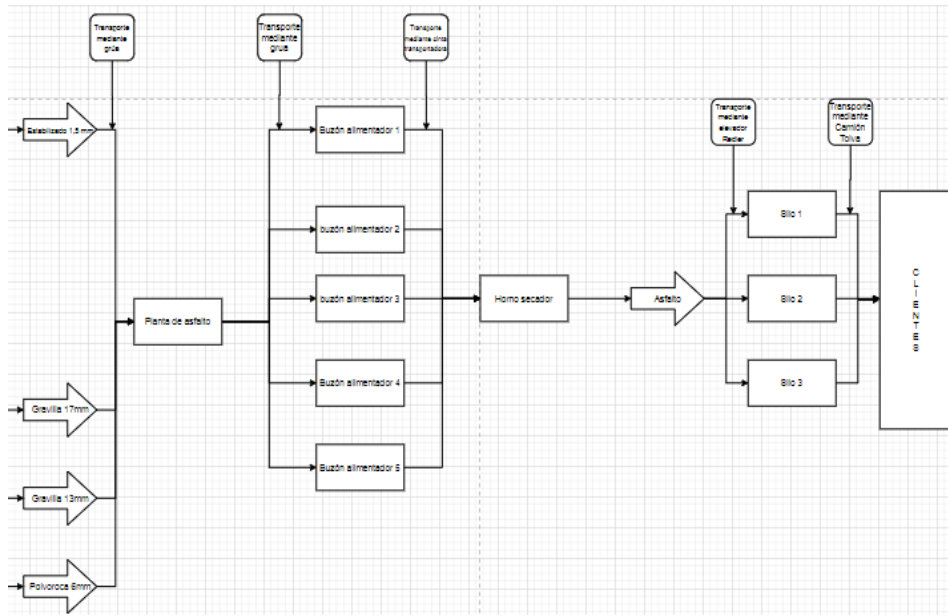 Transporte
mediante
grúa
Transporte
mediante
grua
Transporte
mediante cinta
transportadora
Estabilizado 1,5 mm
Buzón alimentador 1
Transporte
mediante
elevador
Redler
Transporte
mediante
Camión
Tolva
buzón alimentador 2
Silo 1
buzón alimentador 3
Horno secador
Asfalto
Silo 2
CLIENTES
Planta de asfalto
Buzón alimentador 4
Silo 3
Gravilla 17mm
Buzón alimentador 5
Gravilla 13mm
Polvoroca 6mm